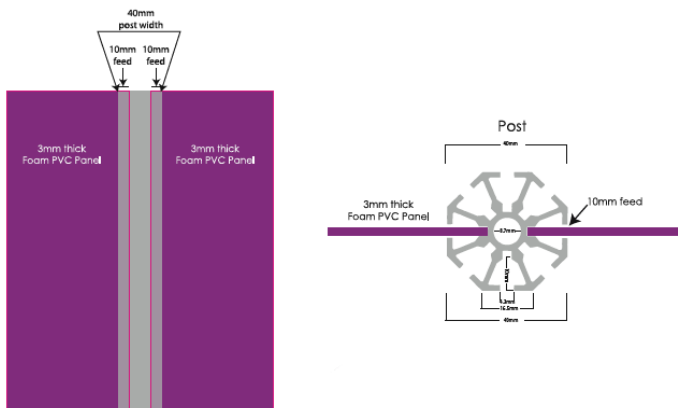 40mm
post width
10mm
feed
10mm
feed
3mm thick
Foam PVC Panel
3mm thick
Foam PVC Panel
Post
40mm
3mm thick
Foam PVC Panel
10mm feed
16.5mm
40mm